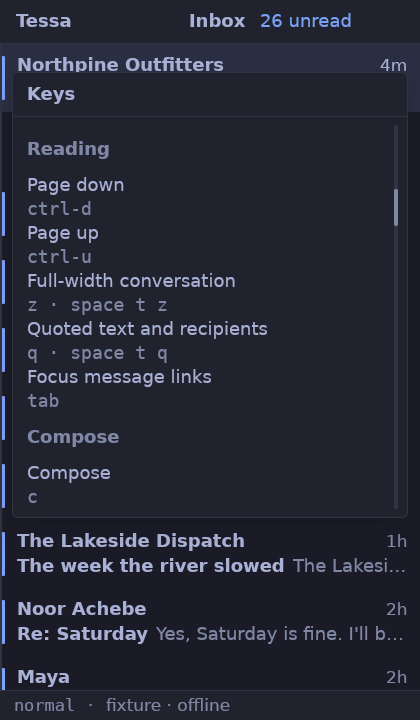 Tessa Inbox 26 unread
Northpine Outfitters 4m
Keys
Reading
Page down
ctrl-d
Page up
ctrl-u
Full-width conversation
z · space t z
Quoted text and recipients
q · space t q
Focus message links
tab
Compose
Compose
c
The Lakeside Dispatch 1h
The week the river slowed The Lakesi…
Noor Achebe 2h
Re: Saturday Yes, Saturday is fine. I'll b…
Maya 2h
normal · fixture · offline